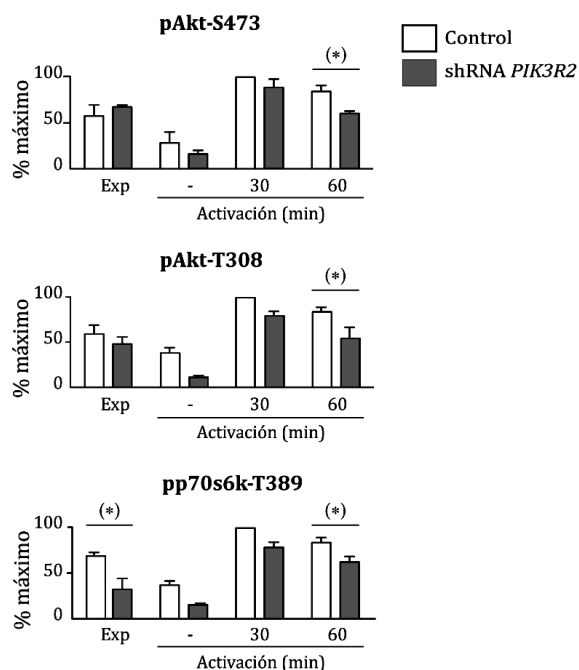 pAkt-S473
Control
shRNA PIK3R2
% máximo
100
50
0
(*)
Exp - 30 60
Activación (min)
pAkt-T308
% máximo
100
50
0
(*)
Exp - 30 60
Activación (min)
pp70s6k-T389
% máximo
100
50
0
(*) (*)
Exp - 30 60
Activación (min)